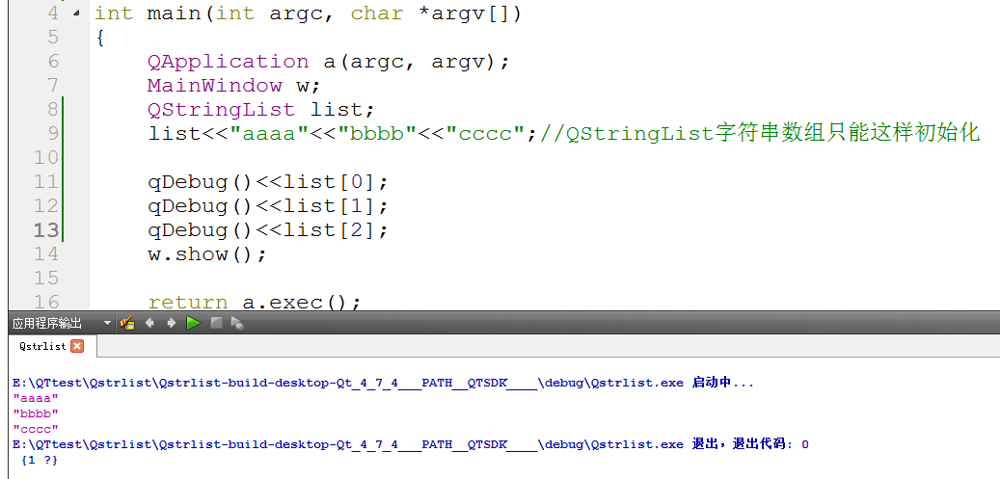 4 int main(int argc, char *argv[])
5 {
6 QApplication a(argc, argv);
7 MainWindow w;
8 QStringList list;
9 list<<"aaaa"<<"bbbb"<<"cccc";//QStringList字符串数组只能这样初始化
10
11 qDebug()<<list[0];
12 qDebug()<<list[1];
13 qDebug()<<list[2];
14 w.show();
15
16 return a.exec();
应用程序输出
Qstrlist
E:\QTtest\Qstrlist\Qstrlist-build-desktop-Qt_4_7_4___PATH__QTSDK____\debug\Qstrlist.exe 启动中...
"aaaa"
"bbbb"
"cccc"
E:\QTtest\Qstrlist\Qstrlist-build-desktop-Qt_4_7_4___PATH__QTSDK____\debug\Qstrlist.exe 退出，退出代码: 0
{1 ?}